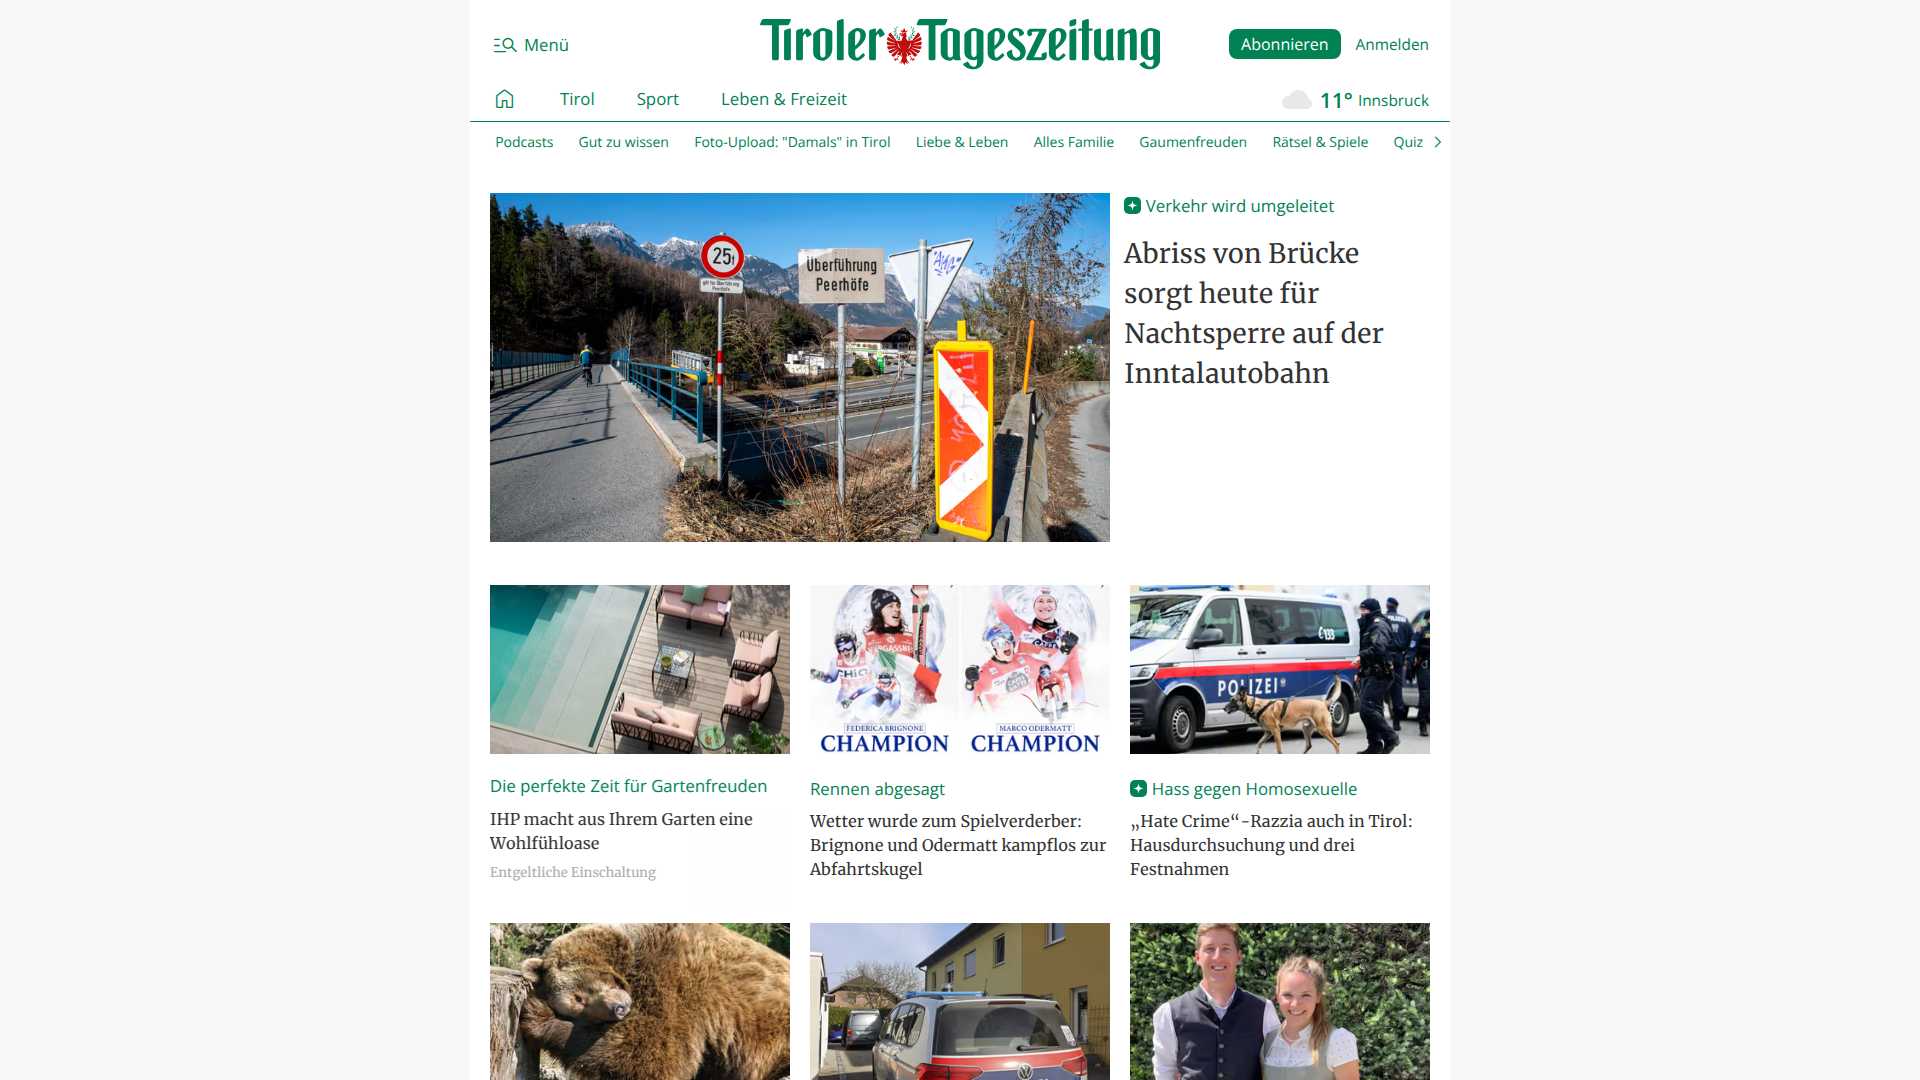 Menü
Tiroler Tageszeitung
Abonnieren
Anmelden
Tirol
Sport
Leben & Freizeit
11° Innsbruck
Podcasts
Gut zu wissen
Foto-Upload: "Damals" in Tirol
Liebe & Leben
Alles Familie
Gaumenfreuden
Rätsel & Spiele
Quiz
25t
Überführung
Peerhöfe
Verkehr wird umgeleitet
Abriss von Brücke
sorgt heute für
Nachtsperre auf der
Inntalautobahn
FEDERICA BRIGNONE
CHAMPION
MARCO ODERMATT
CHAMPION
133
POLIZEI
Die perfekte Zeit für Gartenfreuden
IHP macht aus Ihrem Garten eine
Wohlfühloase
Entgeltliche Einschaltung
Rennen abgesagt
Wetter wurde zum Spielverderber:
Brignone und Odermatt kampflos zur
Abfahrtskugel
Hass gegen Homosexuelle
„Hate Crime“-Razzia auch in Tirol:
Hausdurchsuchung und drei
Festnahmen